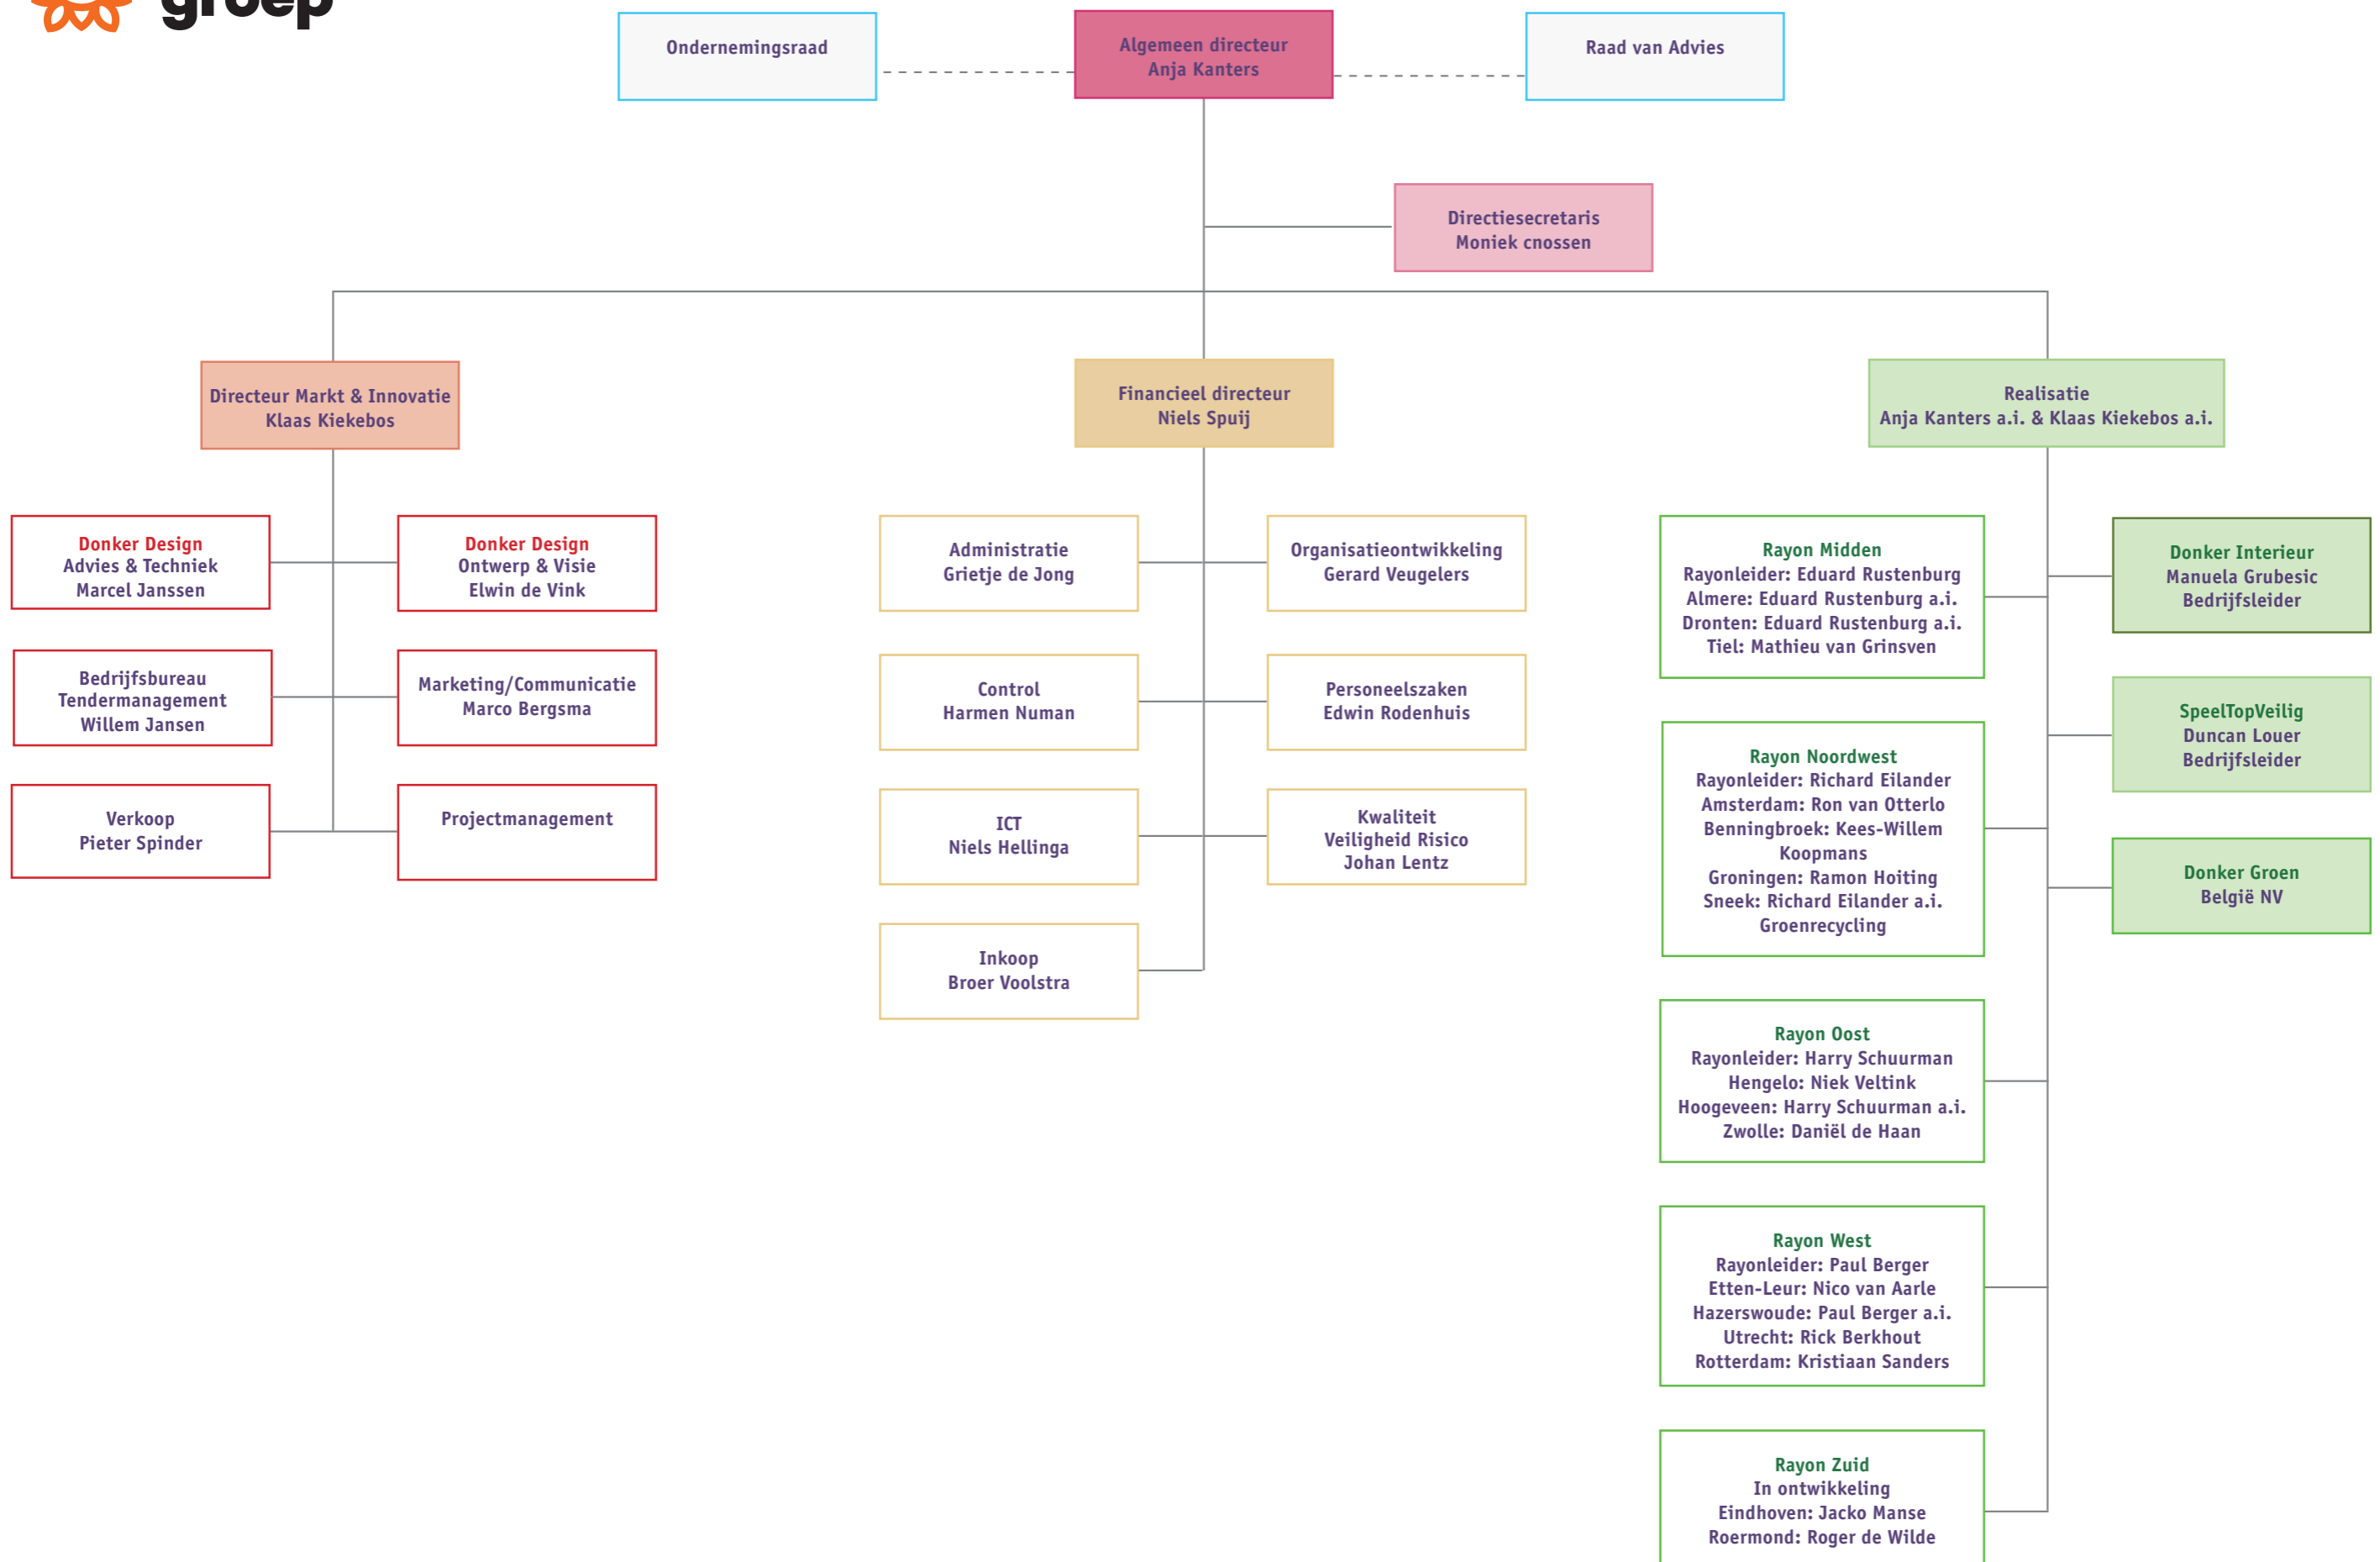 groep
Ondernemingsraad
Algemeen directeur
Anja Kanters
Raad van Advies
Directiesecretaris
Moniek cnossen
Directeur Markt & Innovatie
Klaas Kiekebos
Financieel directeur
Niels Spuij
Realisatie
Anja Kanters a.i. & Klaas Kiekebos a.i.
Donker Design
Advies & Techniek
Marcel Janssen
Donker Design
Ontwerp & Visie
Elwin de Vink
Bedrijfsbureau
Tendermanagement
Willem Jansen
Marketing/Communicatie
Marco Bergsma
Verkoop
Pieter Spinder
Projectmanagement
Administratie
Grietje de Jong
Organisatieontwikkeling
Gerard Veugelers
Control
Harmen Numan
Personeelszaken
Edwin Rodenhuis
ICT
Niels Hellinga
Kwaliteit
Veiligheid Risico
Johan Lentz
Inkoop
Broer Voolstra
Rayon Midden
Rayonleider: Eduard Rustenburg
Almere: Eduard Rustenburg a.i.
Dronten: Eduard Rustenburg a.i.
Tiel: Mathieu van Grinsven
Donker Interieur
Manuela Grubesic
Bedrijfsleider
SpeelTopVeilig
Duncan Louer
Bedrijfsleider
Rayon Noordwest
Rayonleider: Richard Eilander
Amsterdam: Ron van Otterlo
Benningbroek: Kees-Willem
Koopmans
Groningen: Ramon Hoiting
Sneek: Richard Eilander a.i.
Groenrecycling
Donker Groen
België NV
Rayon Oost
Rayonleider: Harry Schuurman
Hengelo: Niek Veltink
Hoogeveen: Harry Schuurman a.i.
Zwolle: Daniël de Haan
Rayon West
Rayonleider: Paul Berger
Etten-Leur: Nico van Aarle
Hazerswoude: Paul Berger a.i.
Utrecht: Rick Berkhout
Rotterdam: Kristiaan Sanders
Rayon Zuid
In ontwikkeling
Eindhoven: Jacko Manse
Roermond: Roger de Wilde